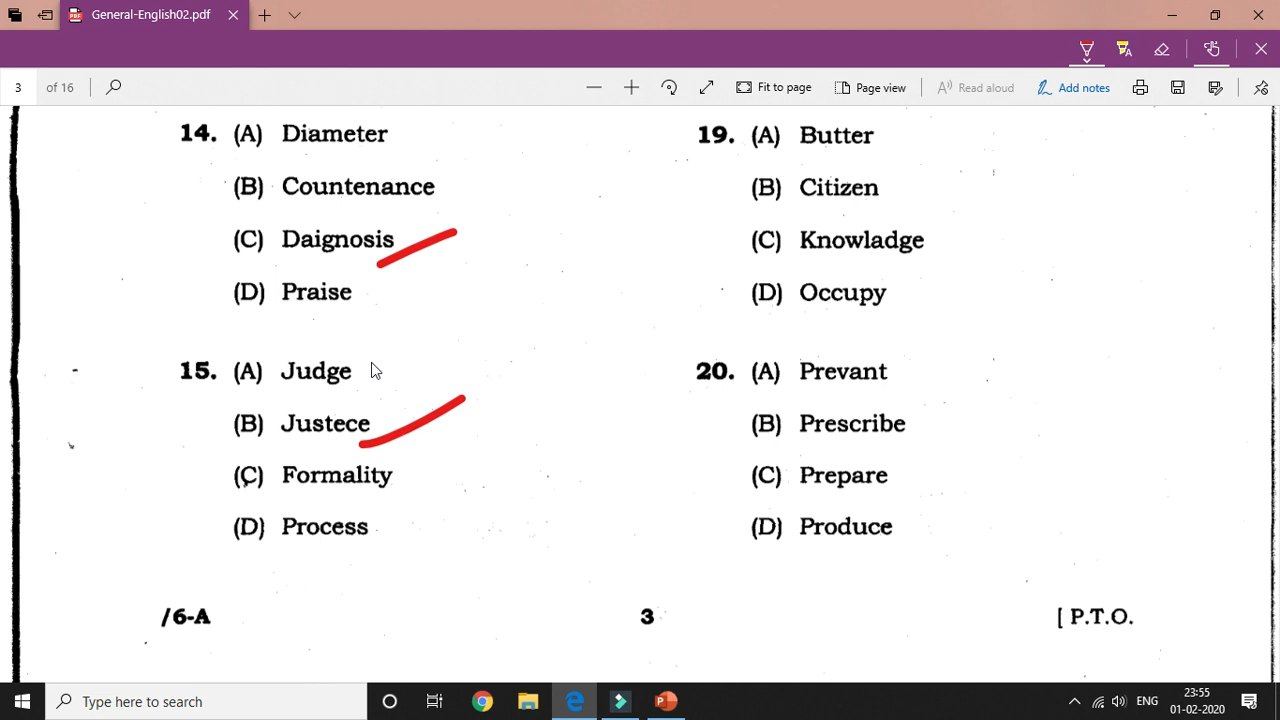 General-English02.pdf
3 of 16
Fit to page
Page view
Read aloud
Add notes
14. (A) Diameter
(B) Countenance
(C) Daignosis
(D) Praise
15. (A) Judge
(B) Justece
(C) Formality
(D) Process
19. (A) Butter
(B) Citizen
(C) Knowladge
(D) Occupy
20. (A) Prevant
(B) Prescribe
(C) Prepare
(D) Produce
/6-A
3
[ P.T.O.
Type here to search
ENG
23:55
01-02-2020